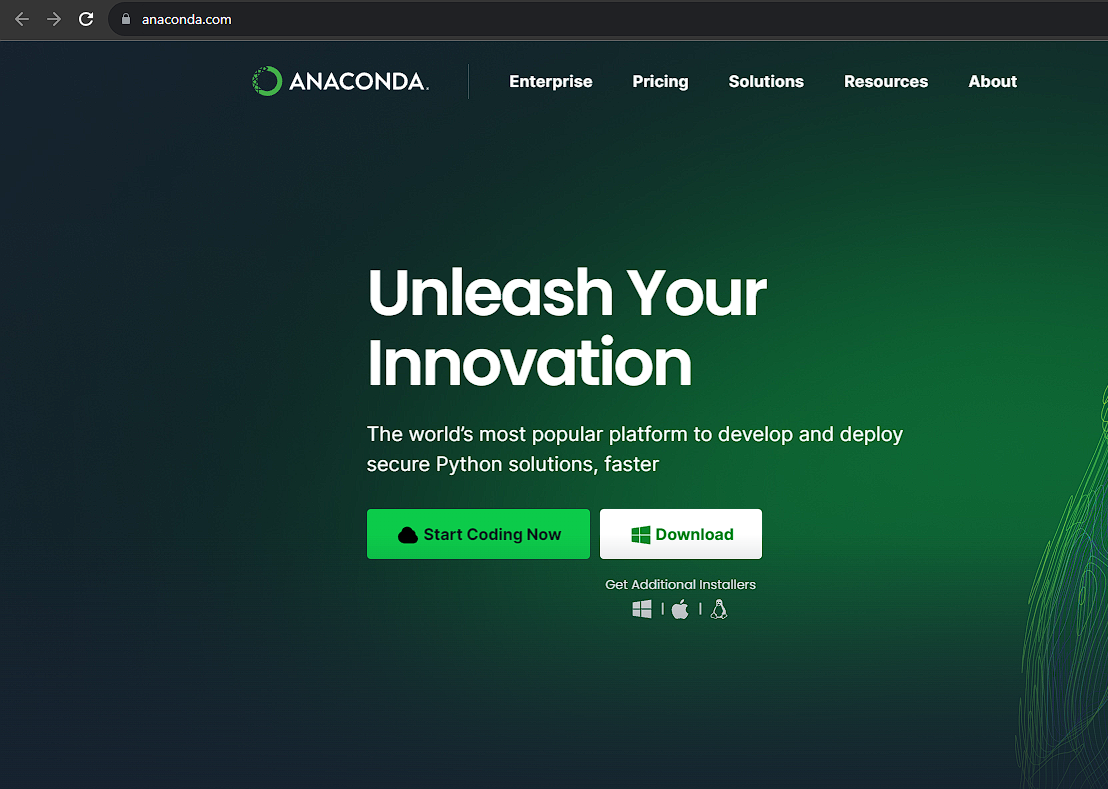 anaconda.com
ANACONDA.
Enterprise Pricing Solutions Resources About
Unleash Your
Innovation
The world's most popular platform to develop and deploy
secure Python solutions, faster
Start Coding Now Download
Get Additional Installers